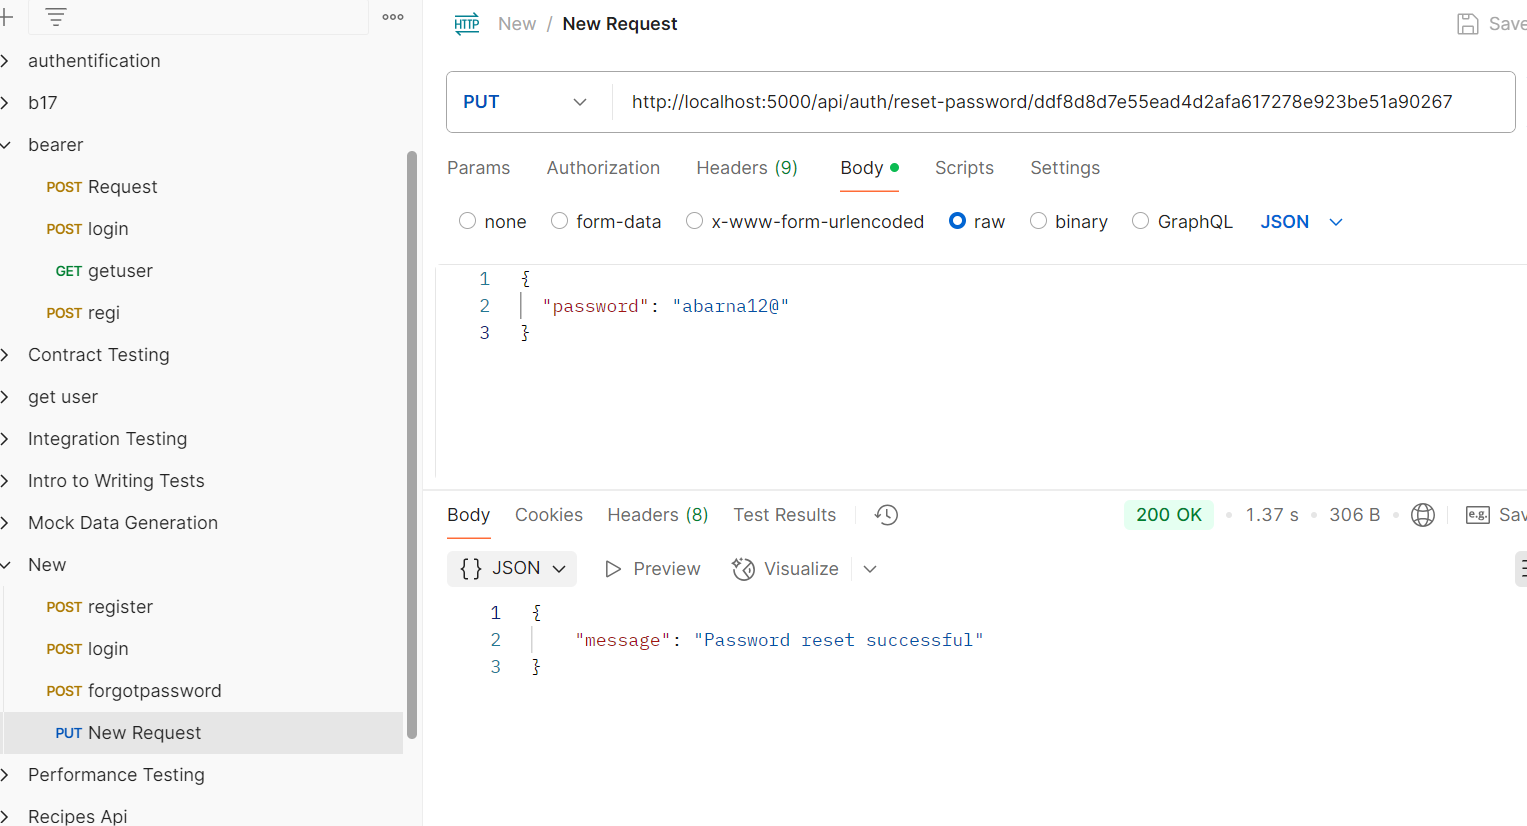 HTTP New / New Request Save
authentification
b17
bearer
POST Request
POST login
GET getuser
POST regi
Contract Testing
get user
Integration Testing
Intro to Writing Tests
Mock Data Generation
New
POST register
POST login
POST forgotpassword
PUT New Request
Performance Testing
Recipes Api
PUT http://localhost:5000/api/auth/reset-password/ddf8d8d7e55ead4d2afa617278e923be51a90267
Params Authorization Headers (9) Body Scripts Settings
none form-data x-www-form-urlencoded raw binary GraphQL JSON
1 {
2 "password": "abarna12@"
3 }
Body Cookies Headers (8) Test Results 200 OK 1.37 s 306 B e.g. Sav
{} JSON Preview Visualize
1 {
2 "message": "Password reset successful"
3 }